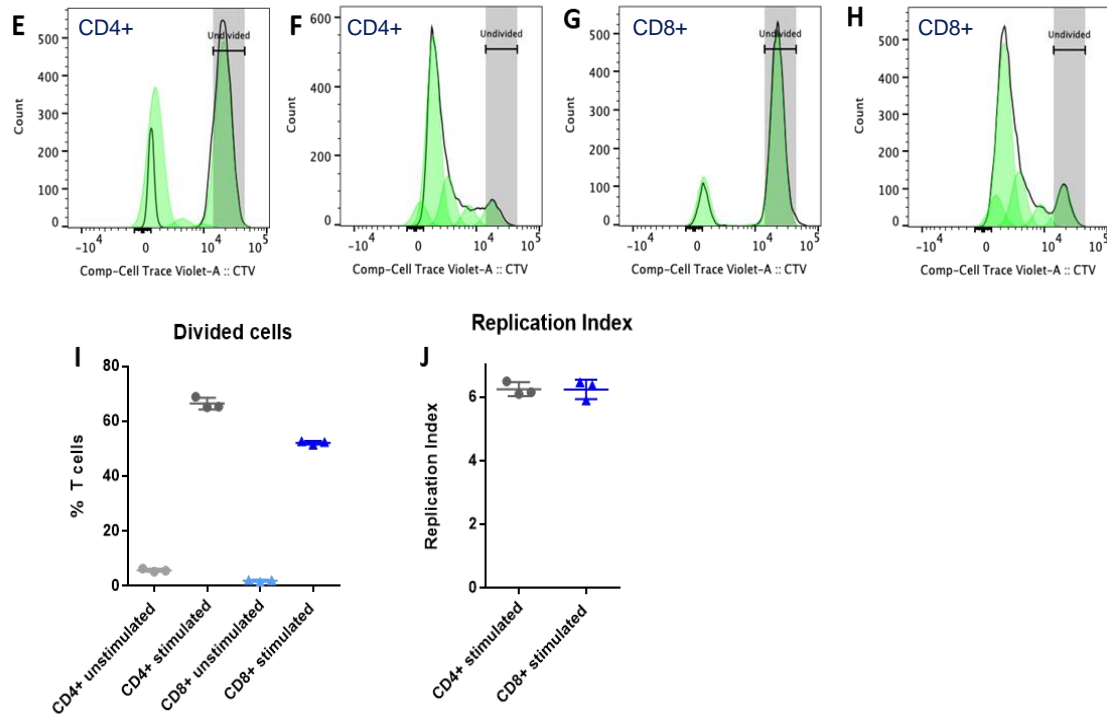 E
CD4+
Undivided
500
400
300
200
100
0
Count
-10^4
0
10^4
10^5
Comp-Cell Trace Violet-A :: CTV
F
CD4+
Undivided
600
400
200
0
Count
-10^4
0
10^4
10^5
Comp-Cell Trace Violet-A :: CTV
G
CD8+
Undivided
500
400
300
200
100
0
Count
-10^4
0
10^4
10^5
Comp-Cell Trace Violet-A :: CTV
H
CD8+
Undivided
500
400
300
200
100
0
Count
-10^4
0
10^4
10^5
Comp-Cell Trace Violet-A :: CTV
I
Divided cells
80
60
40
20
0
% T cells
CD4+ unstimulated
CD4+ stimulated
CD8+ unstimulated
CD8+ stimulated
J
Replication Index
6
4
2
0
Replication Index
CD4+ stimulated
CD8+ stimulated